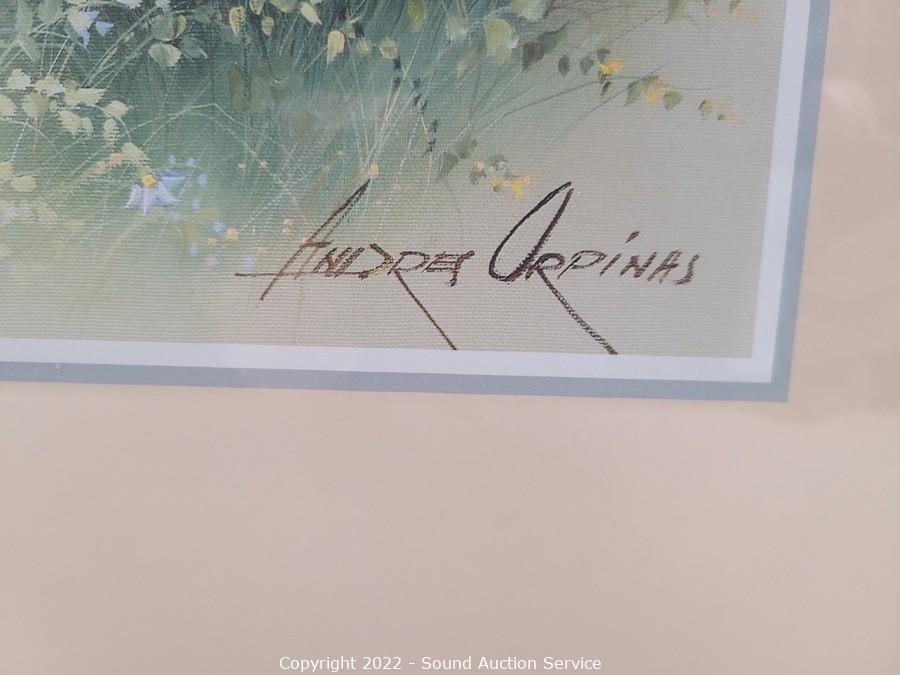 ANDRES ORPINAS
Copyright 2022 - Sound Auction Service